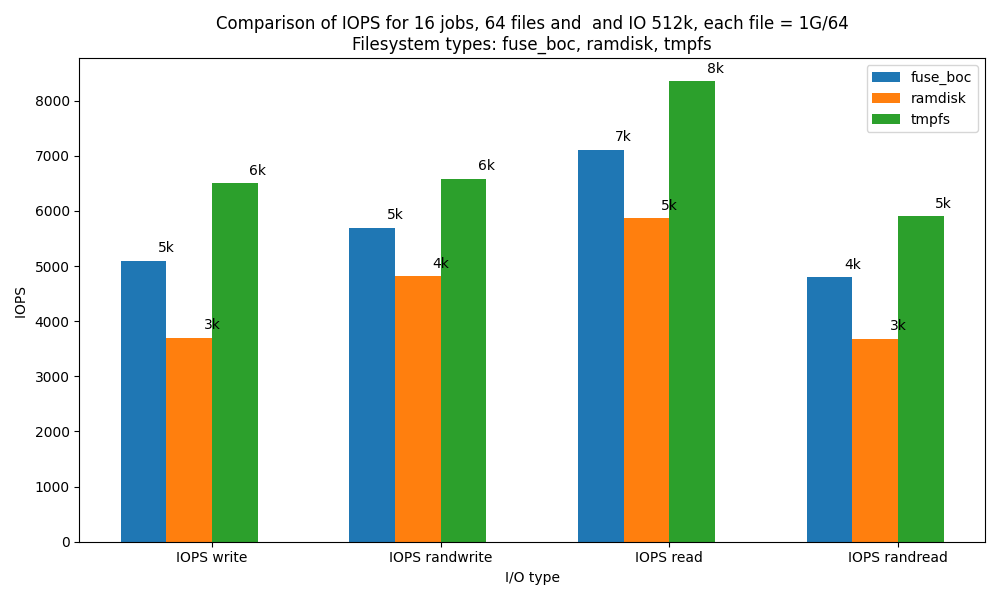 Comparison of IOPS for 16 jobs, 64 files and  and IO 512k, each file = 1G/64
Filesystem types: fuse_boc, ramdisk, tmpfs
fuse_boc
ramdisk
tmpfs
IOPS
8000
7000
6000
5000
4000
3000
2000
1000
0
5k
3k
6k
5k
4k
6k
7k
5k
8k
4k
3k
5k
IOPS write
IOPS randwrite
IOPS read
IOPS randread
I/O type